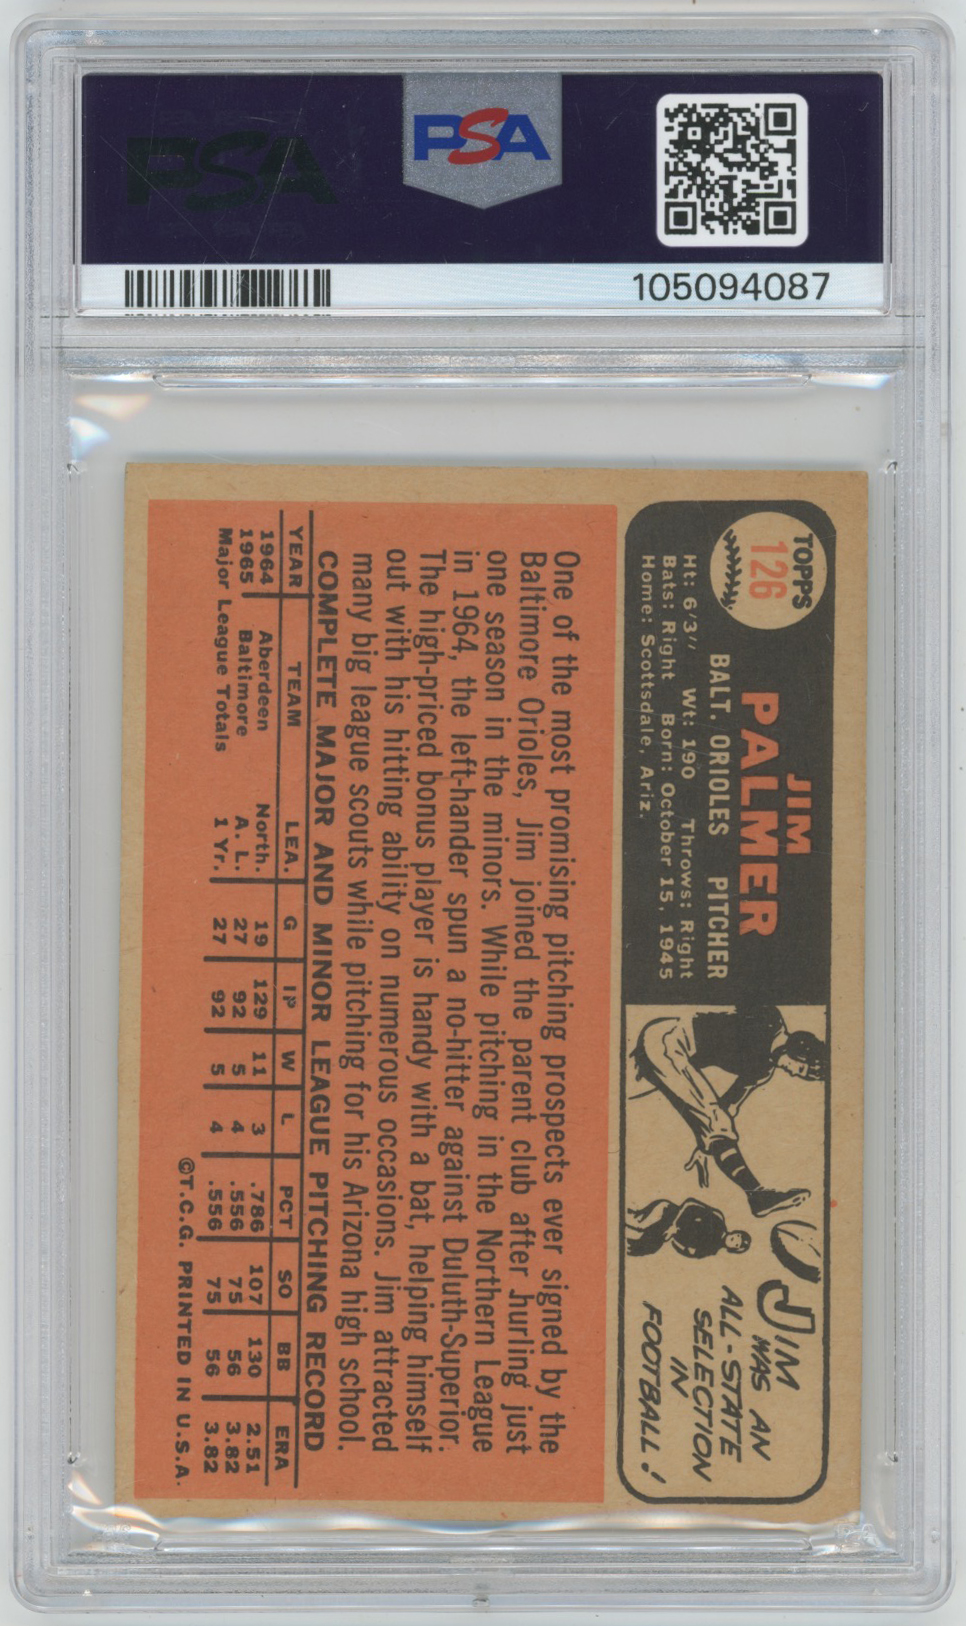 PSA
PSA
105094087
TOPPS
126
JIM
PALMER
BALT. ORIOLES PITCHER
Ht: 6'3" Wt: 190 Throws: Right
Bats: Right Born: October 15, 1945
Home: Scottsdale, Ariz.
JIM
WAS AN
ALL-STATE
SELECTION
IN
FOOTBALL!
One of the most promising pitching prospects ever signed by the
Baltimore Orioles, Jim joined the parent club after hurling just
one season in the minors. While pitching in the Northern League
in 1964, the left-hander spun a no-hitter against Duluth-Superior.
The high-priced bonus player is handy with a bat, helping himself
out with his hitting ability on numerous occasions. Jim attracted
many big league scouts while pitching for his Arizona high school.
COMPLETE MAJOR AND MINOR LEAGUE PITCHING RECORD
YEAR TEAM LEA. G IP W L PCT SO BB ERA
1964 Aberdeen North. 19 129 11 3 .786 107 130 2.51
1965 Baltimore A. L. 27 92 5 4 .556 75 56 3.82
Major League Totals 1 Yr. 27 92 5 4 .556 75 56 3.82
©T.C.G. PRINTED IN U.S.A.